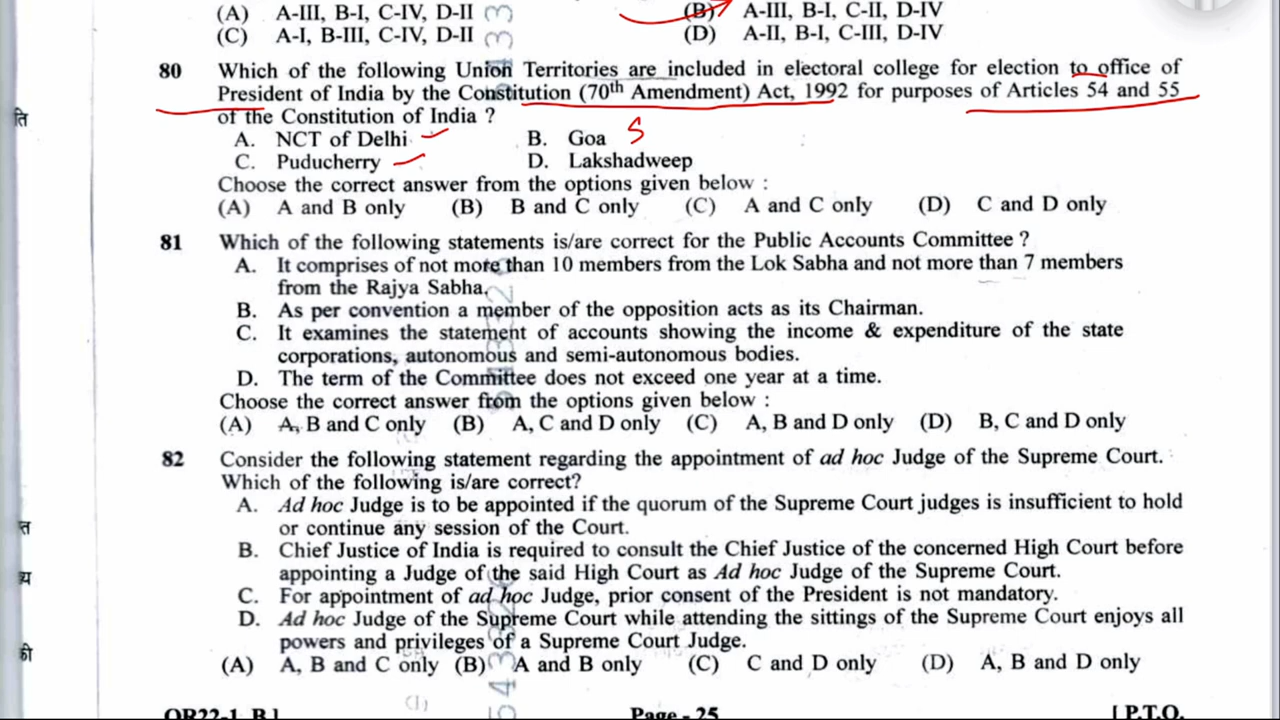 (A) A-III, B-I, C-IV, D-II (B) A-III, B-I, C-II, D-IV
(C) A-I, B-III, C-IV, D-II (D) A-II, B-I, C-III, D-IV
80 Which of the following Union Territories are included in electoral college for election to office of
President of India by the Constitution (70th Amendment) Act, 1992 for purposes of Articles 54 and 55
of the Constitution of India ?
A. NCT of Delhi B. Goa S
C. Puducherry D. Lakshadweep
Choose the correct answer from the options given below :
(A) A and B only (B) B and C only (C) A and C only (D) C and D only
81 Which of the following statements is/are correct for the Public Accounts Committee ?
A. It comprises of not more than 10 members from the Lok Sabha and not more than 7 members
from the Rajya Sabha.
B. As per convention a member of the opposition acts as its Chairman.
C. It examines the statement of accounts showing the income & expenditure of the state
corporations, autonomous and semi-autonomous bodies.
D. The term of the Committee does not exceed one year at a time.
Choose the correct answer from the options given below :
(A) A, B and C only (B) A, C and D only (C) A, B and D only (D) B, C and D only
82 Consider the following statement regarding the appointment of ad hoc Judge of the Supreme Court.
Which of the following is/are correct?
A. Ad hoc Judge is to be appointed if the quorum of the Supreme Court judges is insufficient to hold
or continue any session of the Court.
B. Chief Justice of India is required to consult the Chief Justice of the concerned High Court before
appointing a Judge of the said High Court as Ad hoc Judge of the Supreme Court.
C. For appointment of ad hoc Judge, prior consent of the President is not mandatory.
D. Ad hoc Judge of the Supreme Court while attending the sittings of the Supreme Court enjoys all
powers and privileges of a Supreme Court Judge.
(A) A, B and C only (B) A and B only (C) C and D only (D) A, B and D only
OR22-1_B ] Page - 25 [ P.T.O.
ति
की